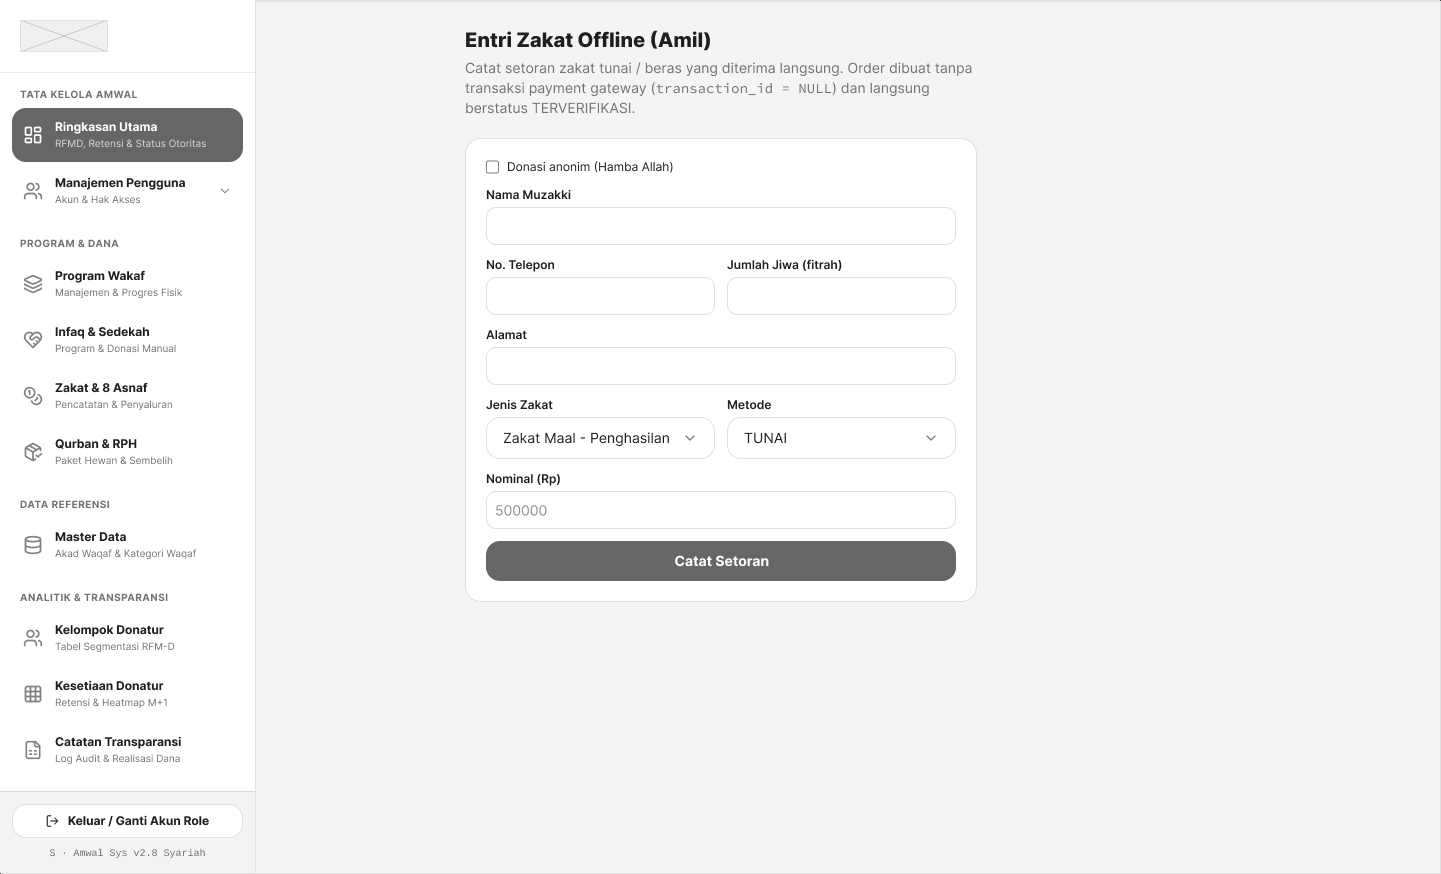 TATA KELOLA AMWAL
Ringkasan Utama
RFMD, Retensi & Status Otoritas
Manajemen Pengguna
Akun & Hak Akses
PROGRAM & DANA
Program Wakaf
Manajemen & Progres Fisik
Infaq & Sedekah
Program & Donasi Manual
Zakat & 8 Asnaf
Pencatatan & Penyaluran
Qurban & RPH
Paket Hewan & Sembelih
DATA REFERENSI
Master Data
Akad Waqaf & Kategori Waqaf
ANALITIK & TRANSPARANSI
Kelompok Donatur
Tabel Segmentasi RFM-D
Kesetiaan Donatur
Retensi & Heatmap M+1
Catatan Transparansi
Log Audit & Realisasi Dana
Keluar / Ganti Akun Role
S · Amwal Sys v2.8 Syariah
Entri Zakat Offline (Amil)
Catat setoran zakat tunai / beras yang diterima langsung. Order dibuat tanpa
transaksi payment gateway (transaction_id = NULL) dan langsung
berstatus TERVERIFIKASI.
Donasi anonim (Hamba Allah)
Nama Muzakki
No. Telepon
Jumlah Jiwa (fitrah)
Alamat
Jenis Zakat
Metode
Zakat Maal - Penghasilan
TUNAI
Nominal (Rp)
500000
Catat Setoran